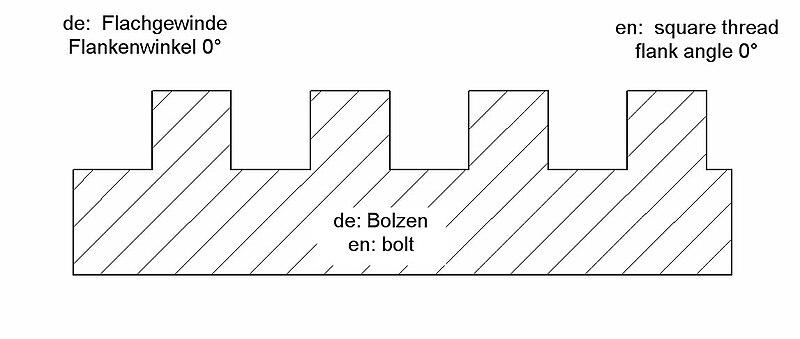 de: Flachgewinde
Flankenwinkel 0°
en: square thread
flank angle 0°
de: Bolzen
en: bolt